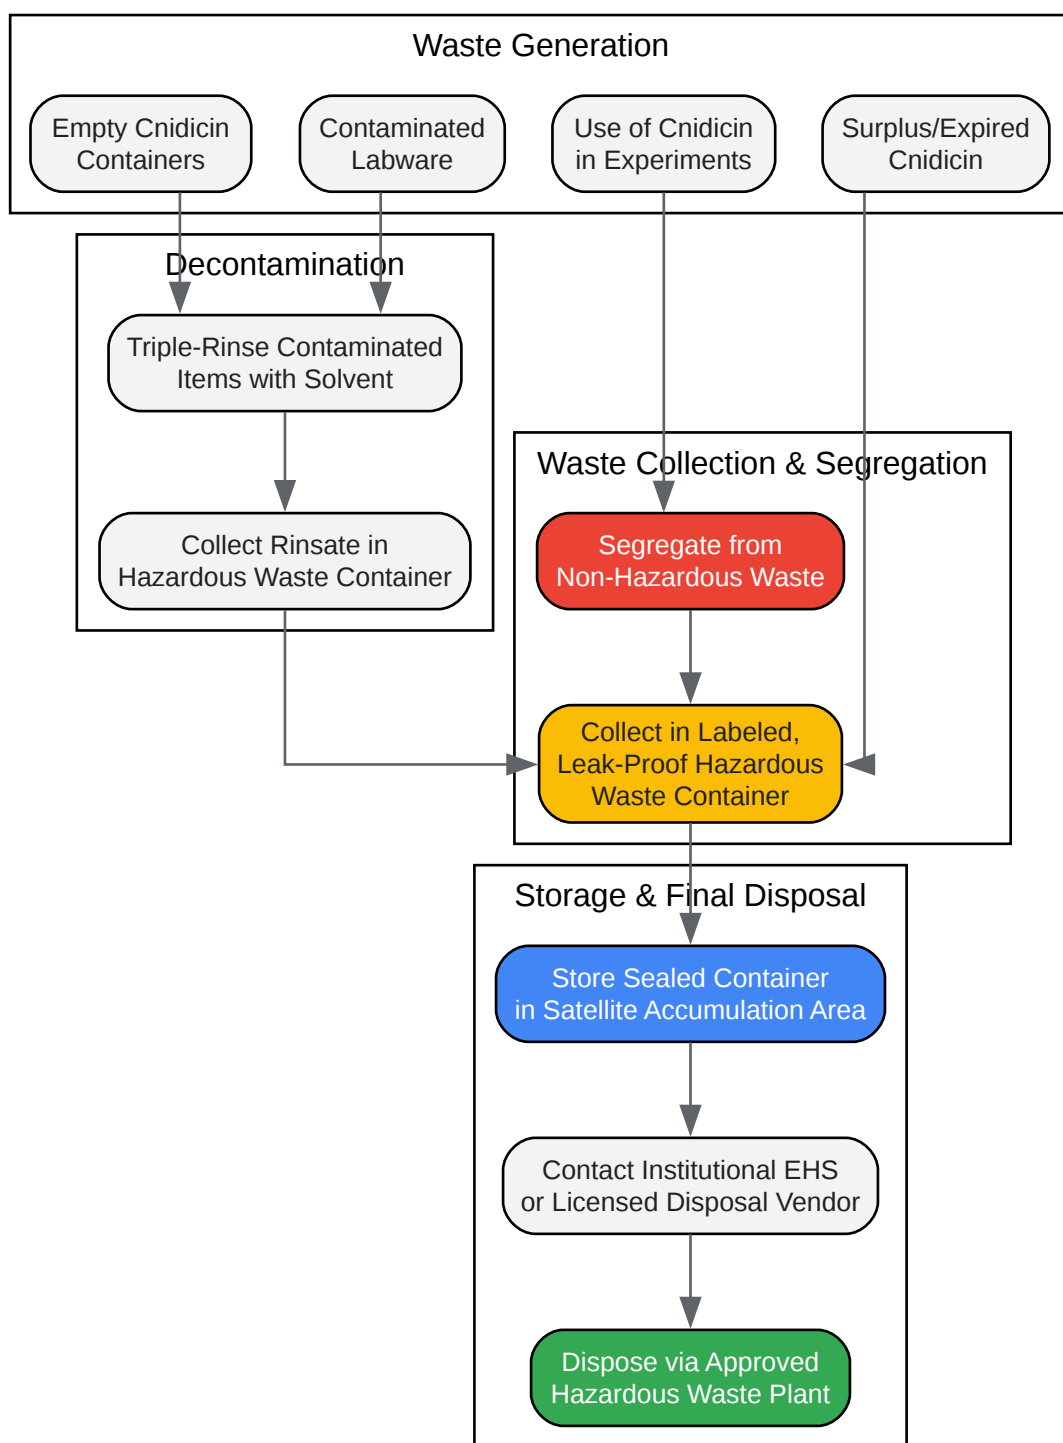 Waste Generation
Empty Cnidicin
Containers
Contaminated
Labware
Use of Cnidicin
in Experiments
Surplus/Expired
Cnidicin
Decontamination
Triple-Rinse Contaminated
Items with Solvent
Collect Rinsate in
Hazardous Waste Container
Waste Collection & Segregation
Segregate from
Non-Hazardous Waste
Collect in Labeled,
Leak-Proof Hazardous
Waste Container
Storage & Final Disposal
Store Sealed Container
in Satellite Accumulation Area
Contact Institutional EHS
or Licensed Disposal Vendor
Dispose via Approved
Hazardous Waste Plant